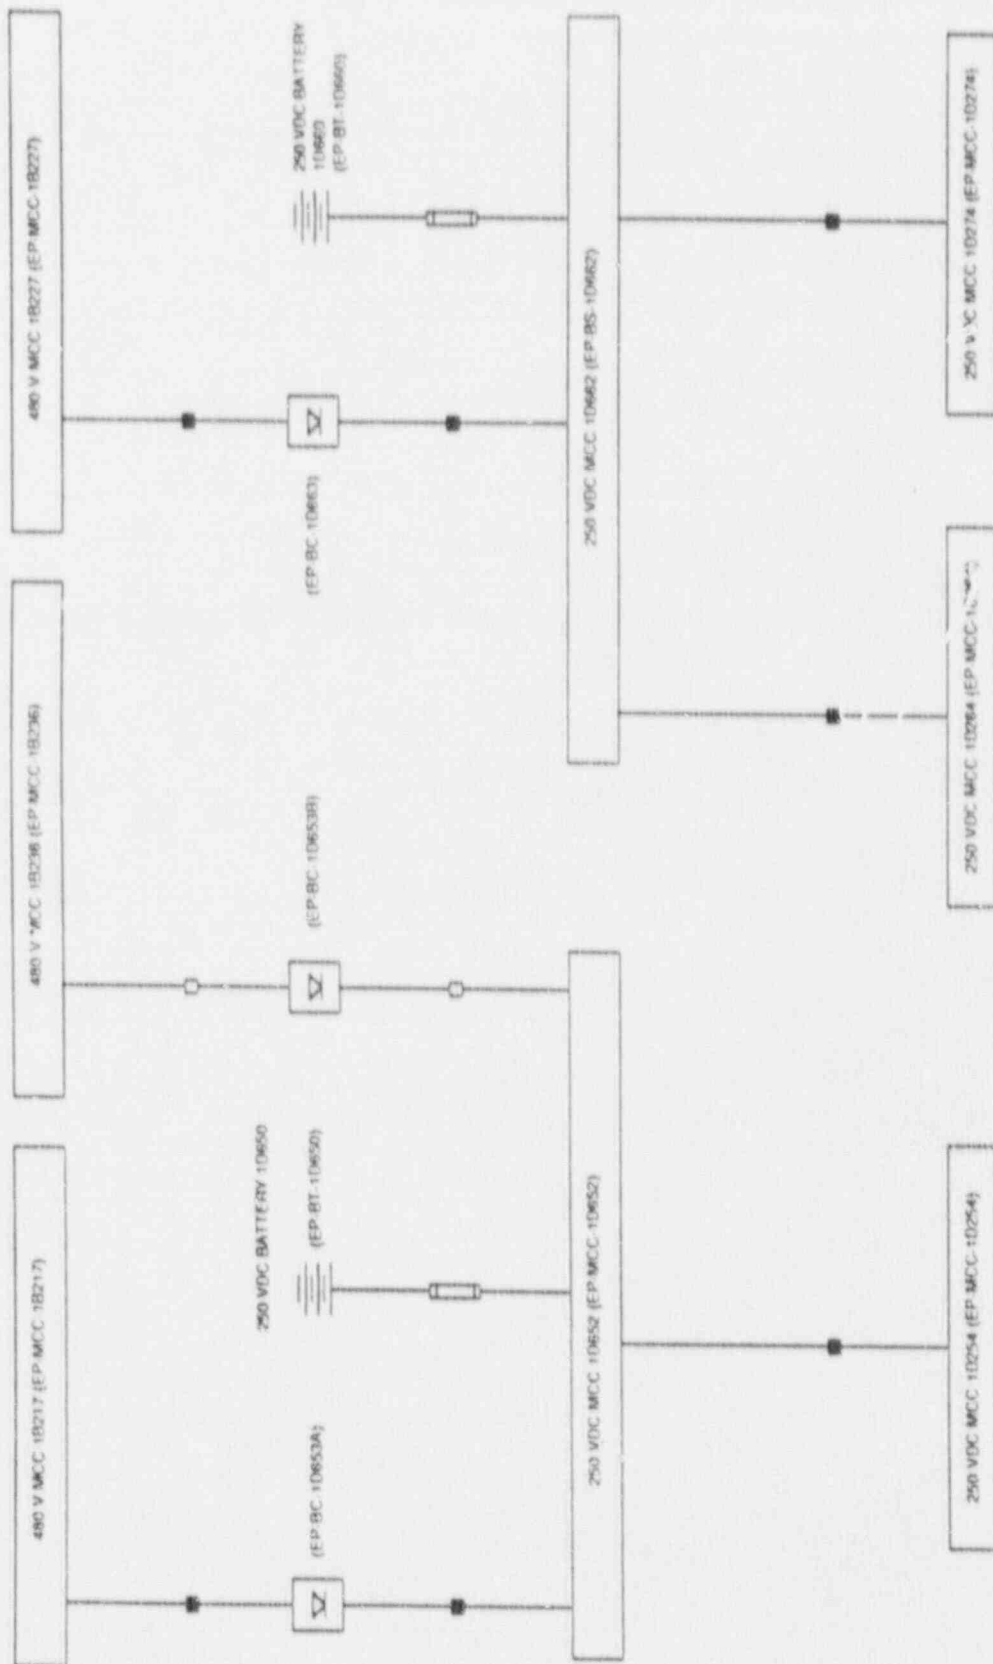 480 V MCC 1B217 (EP MCC 1B217)
480 V MCC 1B236 (EP MCC 1B236)
480 V MCC 1B227 (EP MCC-1B227)
250 VDC BATTERY 1D650
(EP-BC-1D653A)
(EP-BT-1D650)
(EP-BC-1D653B)
(EP-BC-1D663)
250 VDC BATTERY
1D660
(EP-BT-1D660)
250 VDC MCC 1D652 (EP MCC-1D652)
250 VDC MCC 1D662 (EP-BS-1D662)
250 VDC MCC 1D254 (EP MCC-1D254)
250 VDC MCC 1D264 (EP MCC-
250 V DC MCC 1D274 (EP-MCC-1D274)